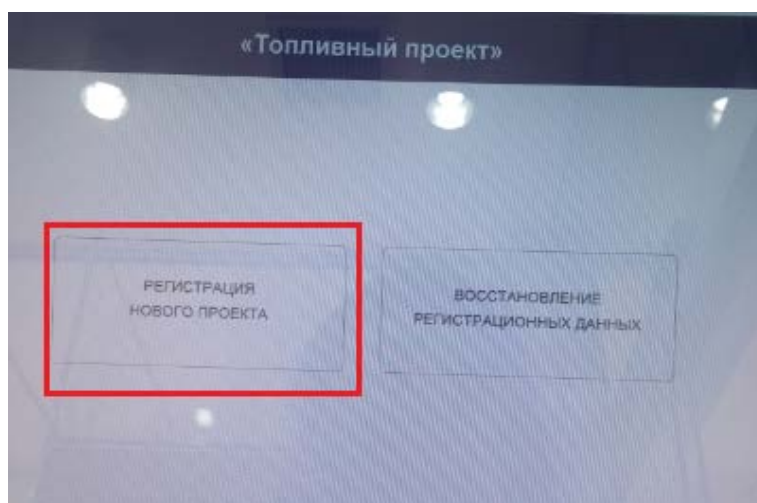 «Топливный проект»
РЕГИСТРАЦИЯ
НОВОГО ПРОЕКТА
ВОССТАНОВЛЕНИЕ
РЕГИСТРАЦИОННЫХ ДАННЫХ